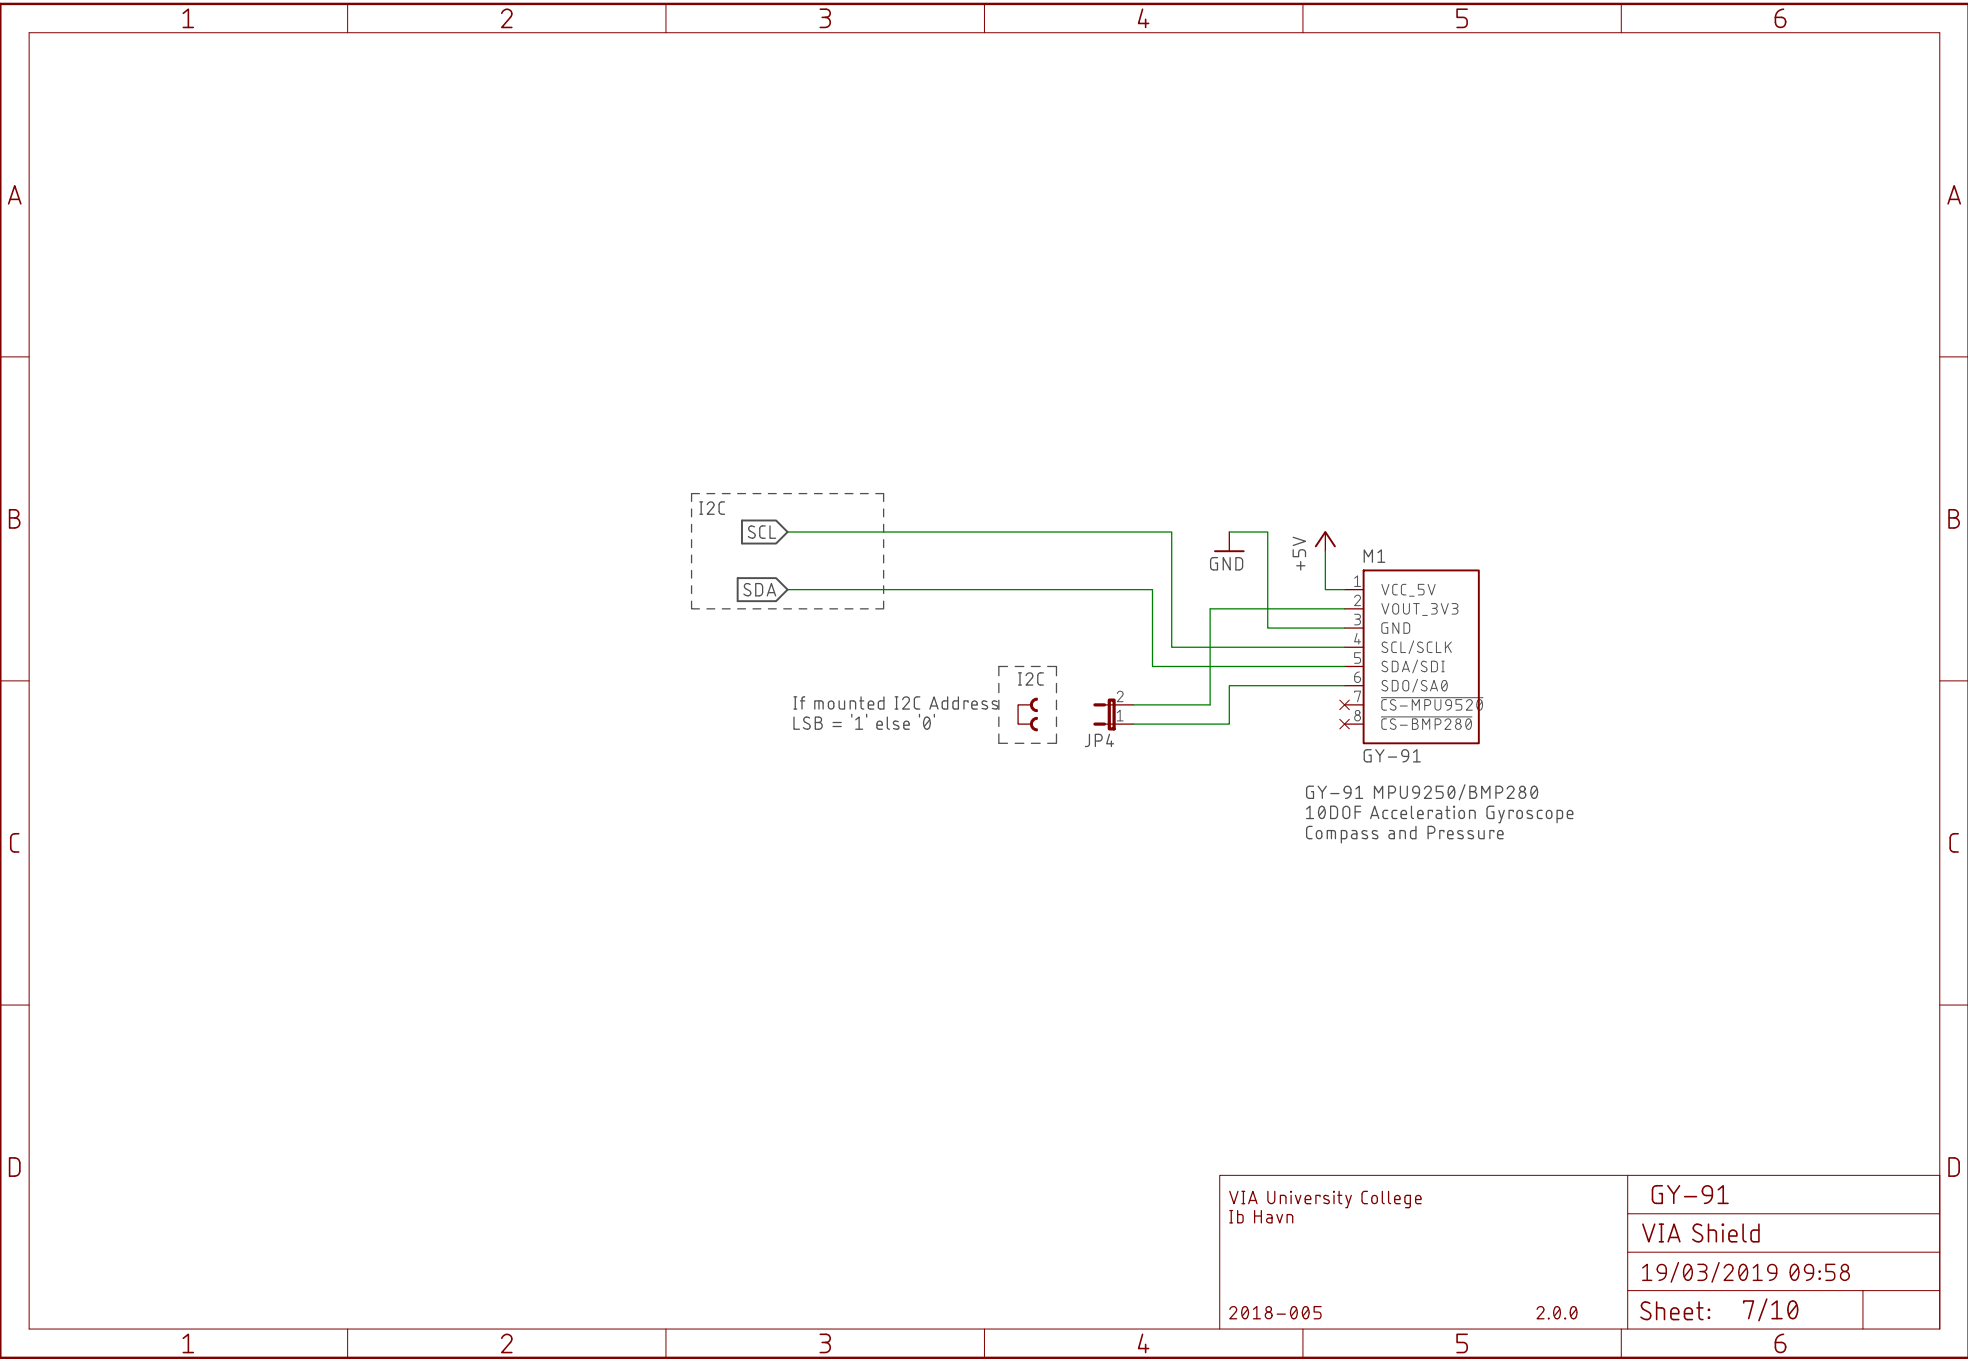 1 2 3 4 5 6
A A
B B
C C
D D
I2C
SCL
SDA
GND
+5V
M1
1 VCC_5V
2 VOUT_3V3
3 GND
4 SCL/SCLK
5 SDA/SDI
6 SDO/SA0
7 CS-MPU9520
8 CS-BMP280
GY-91
I2C
If mounted I2C Address
LSB = '1' else '0'
2
1
JP4
GY-91 MPU9250/BMP280
10DOF Acceleration Gyroscope
Compass and Pressure
VIA University College
Ib Havn
2018-005 2.0.0
GY-91
VIA Shield
19/03/2019 09:58
Sheet: 7/10
1 2 3 4 5 6